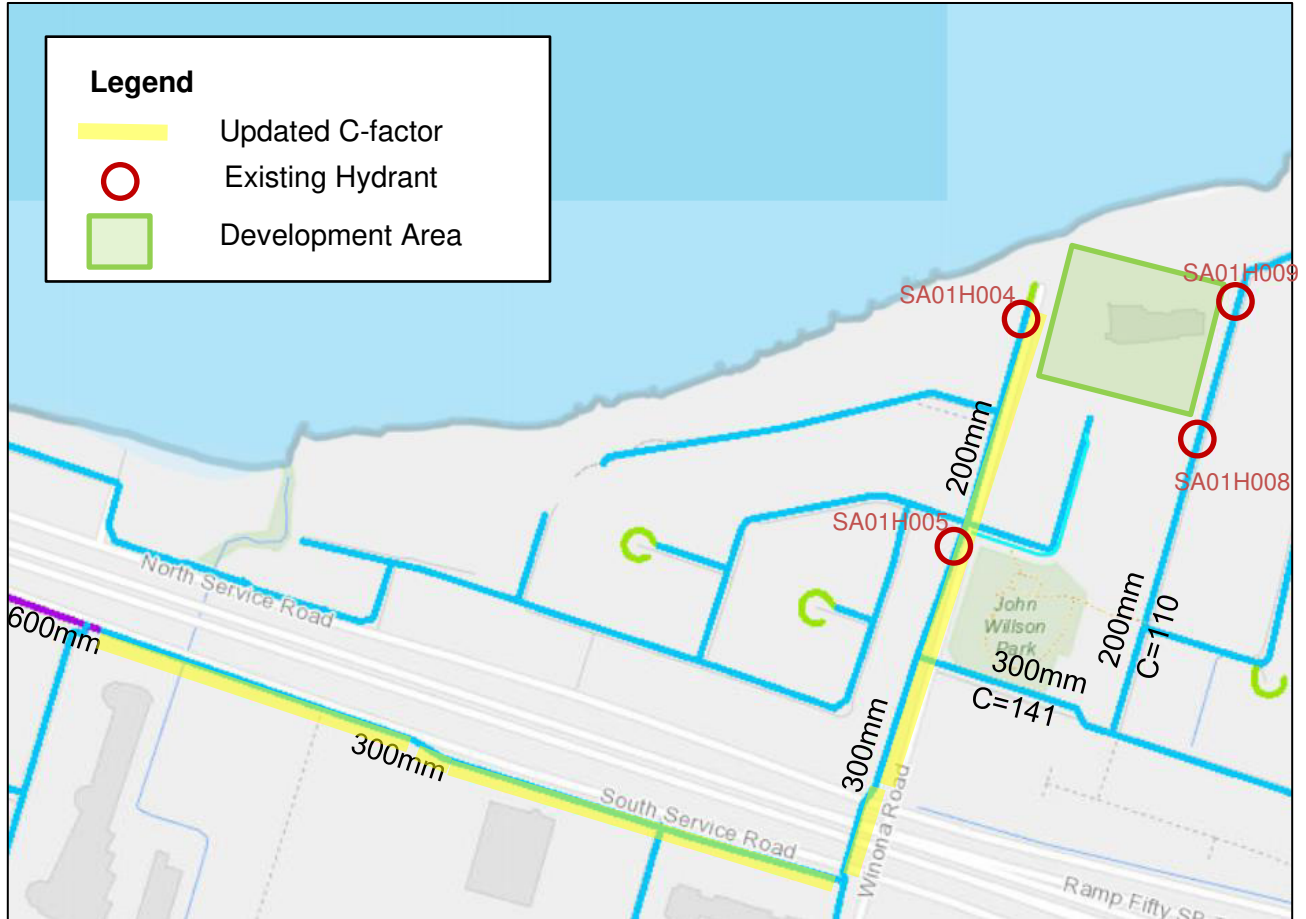 Legend
Updated C-factor
Existing Hydrant
Development Area
SA01H009
SA01H004
200mm
SA01H008
SA01H005
North Service Road
John
Willson
Park
200mm
C=110
600mm
300mm
C=141
300mm
300mm
South Service Road
Winona Road
Ramp Fifty